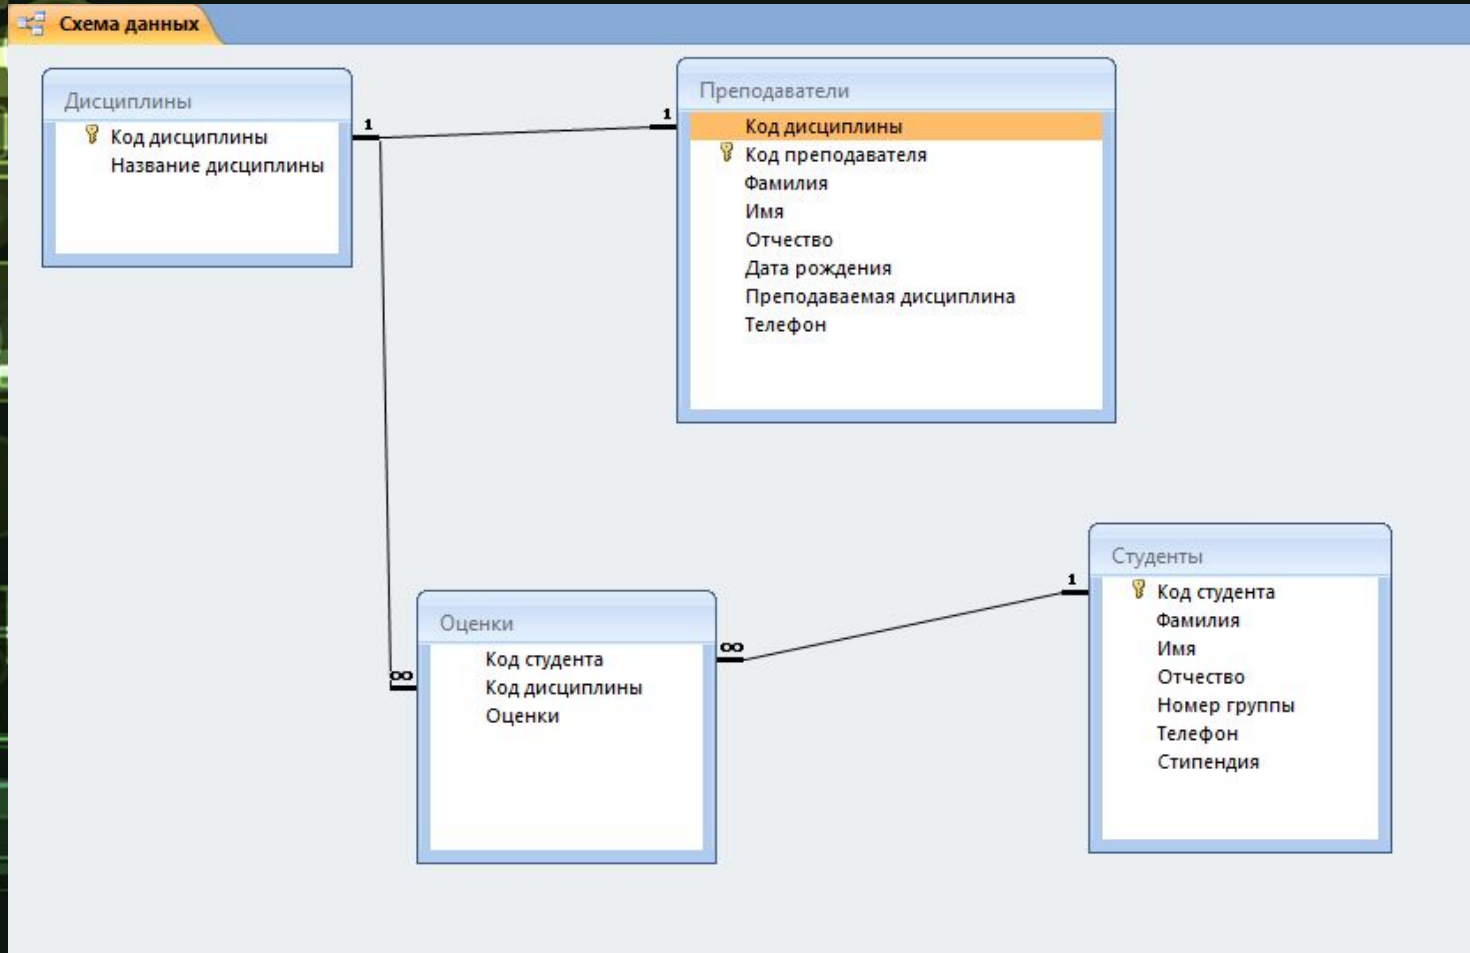 Схема данных
Дисциплины
Код дисциплины
Название дисциплины
1
1
Преподаватели
Код дисциплины
Код преподавателя
Фамилия
Имя
Отчество
Дата рождения
Преподаваемая дисциплина
Телефон
Оценки
Код студента
Код дисциплины
Оценки
∞
∞
1
Студенты
Код студента
Фамилия
Имя
Отчество
Номер группы
Телефон
Стипендия